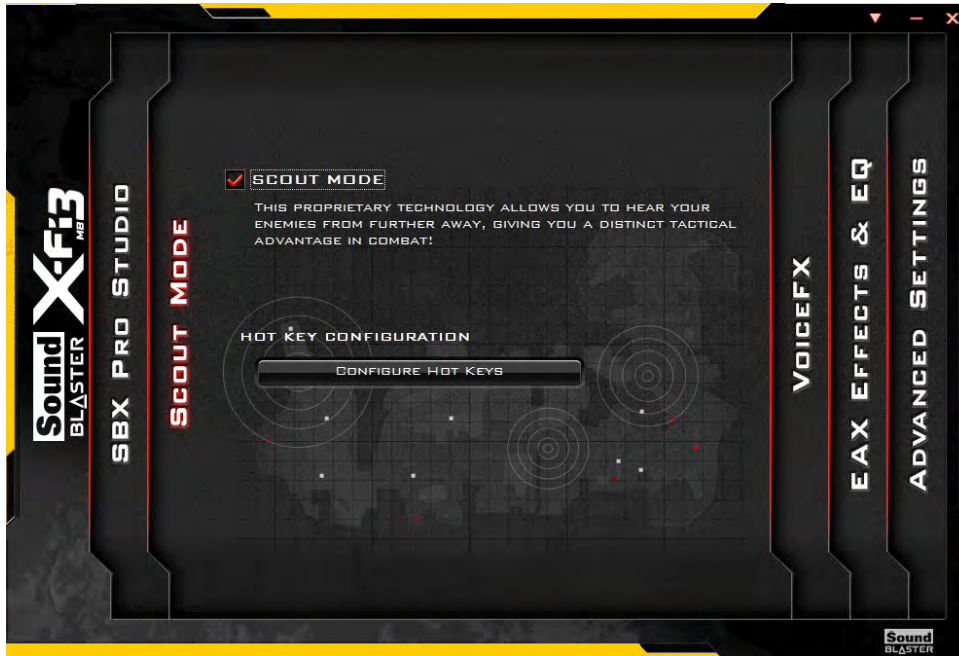 Sound
BLASTER
X-Fi3
MB
SBX Pro Studio
Scout Mode
SCOUT MODE
THIS PROPRIETARY TECHNOLOGY ALLOWS YOU TO HEAR YOUR
ENEMIES FROM FURTHER AWAY, GIVING YOU A DISTINCT TACTICAL
ADVANTAGE IN COMBAT!
HOT KEY CONFIGURATION
CONFIGURE HOT KEYS
VoiceFX
EAX Effects & EQ
Advanced Settings
Sound
BLASTER